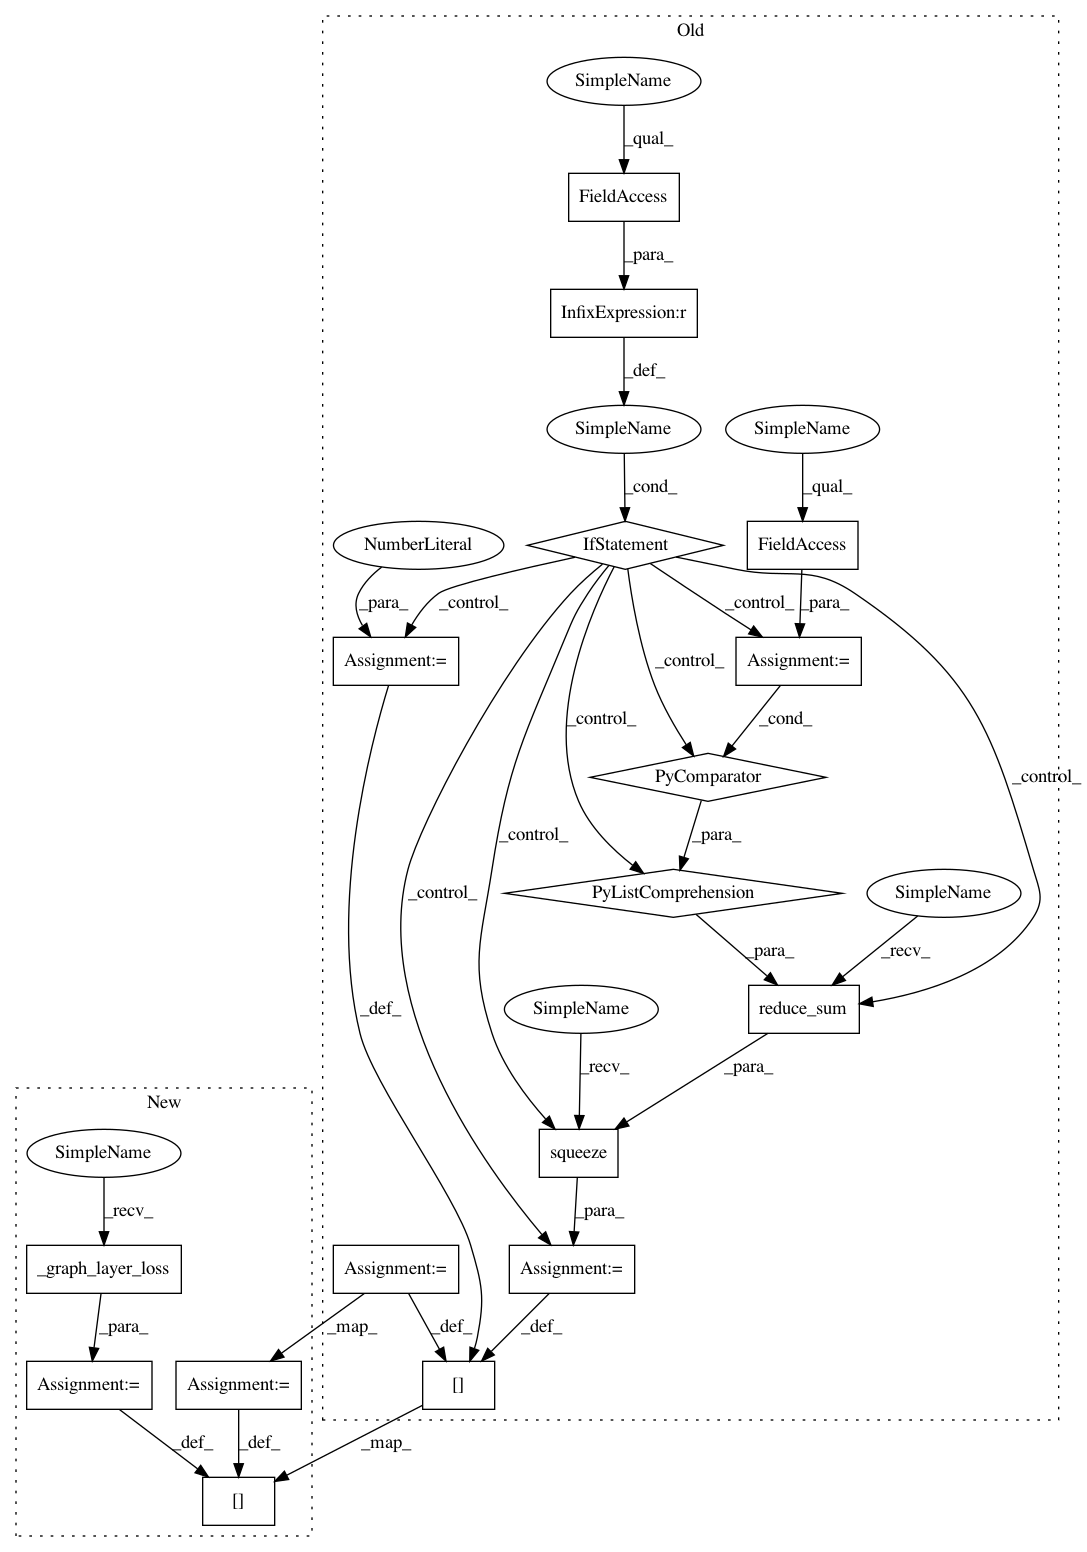 Old
SimpleName
_qual_
FieldAccess
_para_
InfixExpression:r
_def_
SimpleName
SimpleName
_cond_
_qual_
NumberLiteral
IfStatement
FieldAccess
_para_
_control_
_control_
_para_
Assignment:=
_control_
Assignment:=
_control_
_cond_
PyComparator
_control_
_control_
_para_
_control_
PyListComprehension
SimpleName
_para_
_recv_
_def_
SimpleName
reduce_sum
_recv_
_para_
New
SimpleName
squeeze
_recv_
_para_
_graph_layer_loss
Assignment:=
Assignment:=
_para_
_map_
_def_
_def_
Assignment:=
Assignment:=
[]
_def_
_def_
_map_
[]